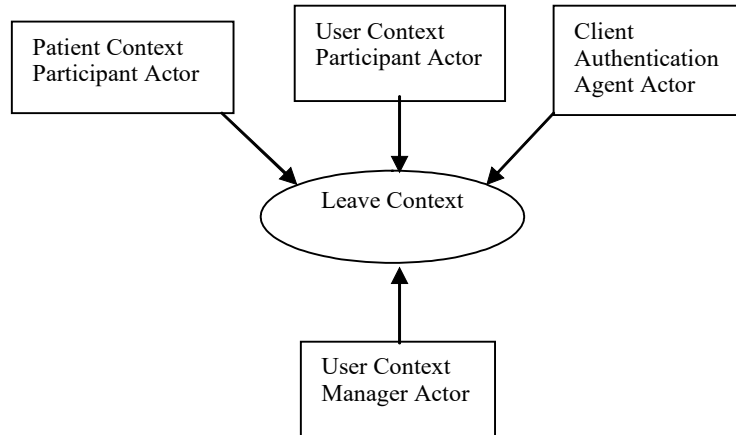 Patient Context
Participant Actor
User Context
Participant Actor
Client
Authentication
Agent Actor
Leave Context
User Context
Manager Actor